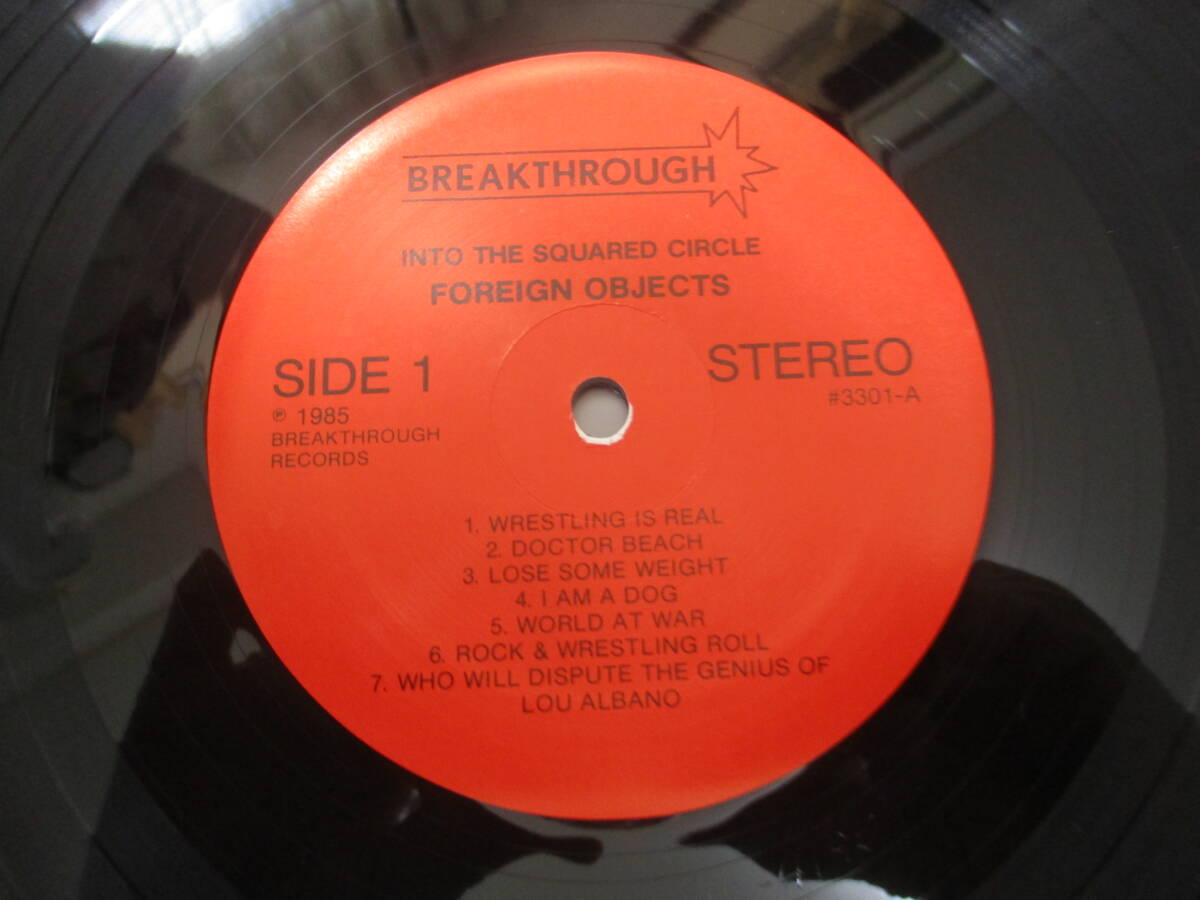 BREAKTHROUGH
INTO THE SQUARED CIRCLE
FOREIGN OBJECTS
SIDE 1
℗ 1985
BREAKTHROUGH
RECORDS
STEREO
#3301-A
1. WRESTLING IS REAL
2. DOCTOR BEACH
3. LOSE SOME WEIGHT
4. I AM A DOG
5. WORLD AT WAR
6. ROCK & WRESTLING ROLL
7. WHO WILL DISPUTE THE GENIUS OF
LOU ALBANO